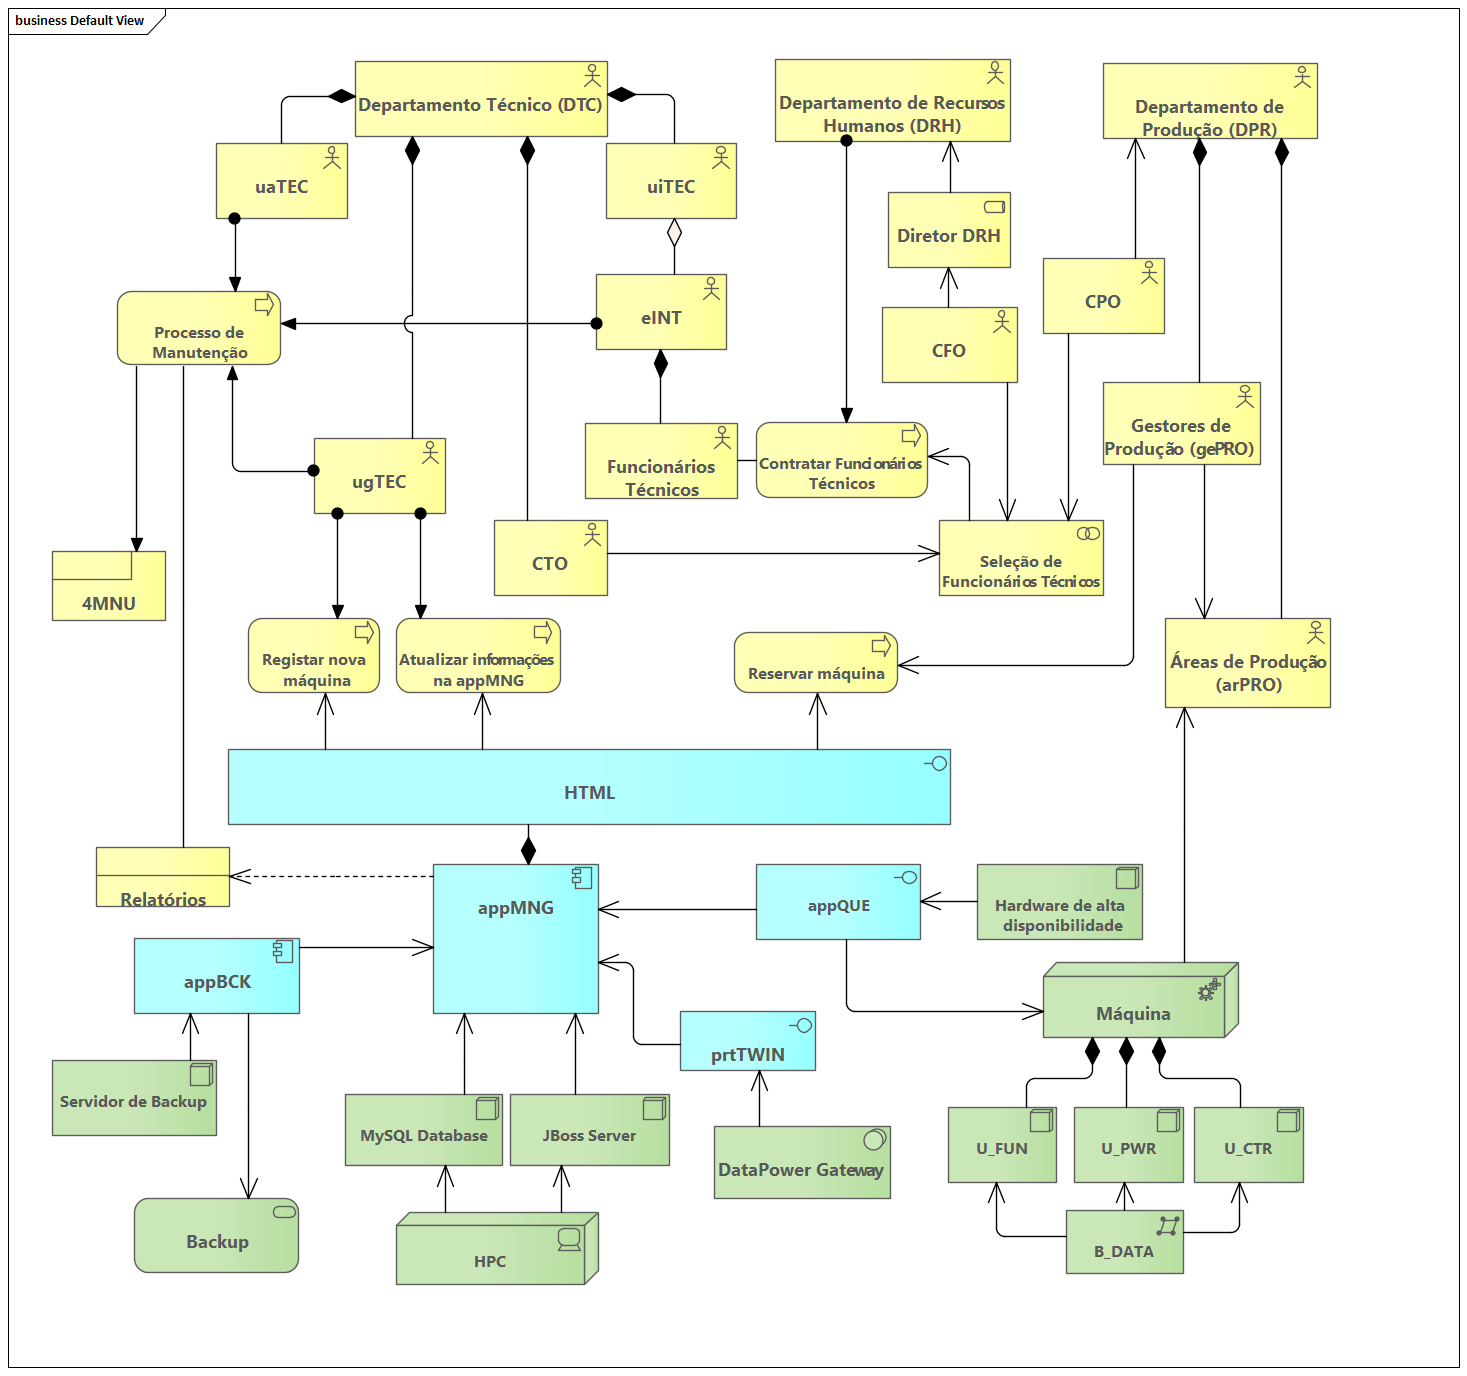 business Default View
Departamento Técnico (DTC)
Departamento de Recursos
Humanos (DRH)
Departamento de
Produção (DPR)
uaTEC
uiTEC
Diretor DRH
eINT
CPO
Processo de
Manutenção
CFO
Gestores de
Produção (gePRO)
Funcionários
Técnicos
Contratar Funcionários
Técnicos
ugTEC
CTO
Seleção de
Funcionários Técnicos
4MNU
Registar nova
máquina
Atualizar informações
na appMNG
Reservar máquina
Áreas de Produção
(arPRO)
HTML
Relatórios
appMNG
appQUE
Hardware de alta
disponibilidade
appBCK
Máquina
prtTWIN
Servidor de Backup
MySQL Database
JBoss Server
DataPower Gateway
U_FUN
U_PWR
U_CTR
Backup
HPC
B_DATA